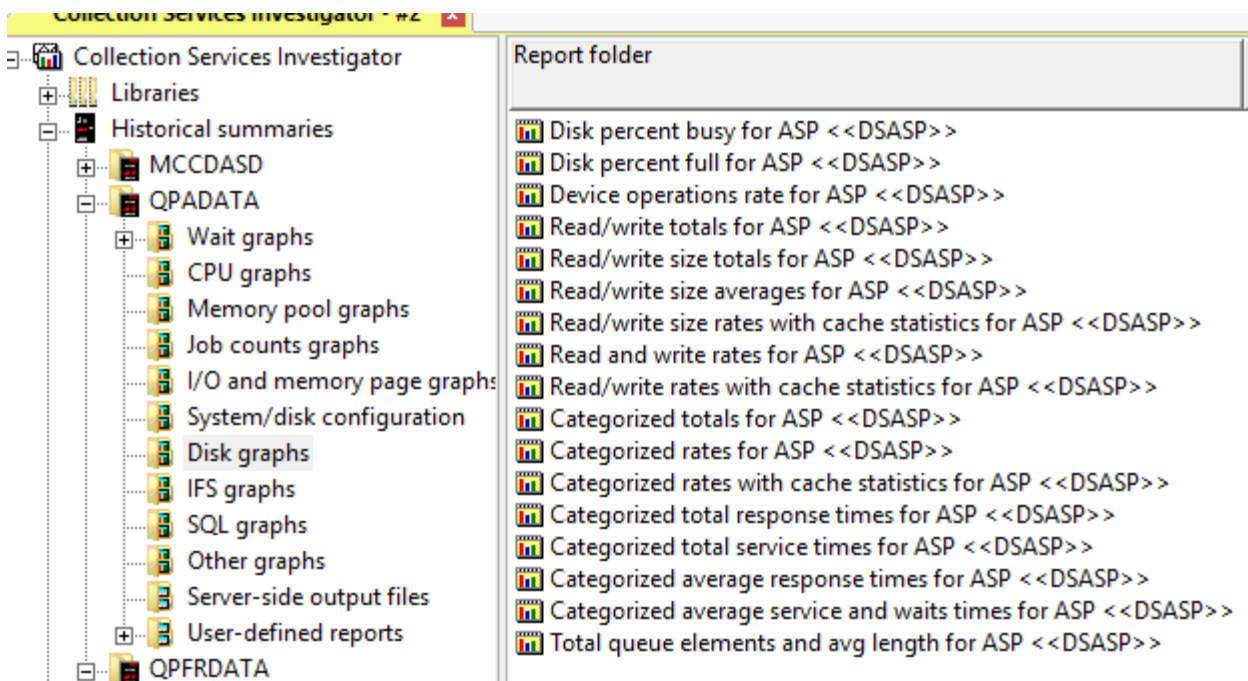 Collection Services Investigator - #2
Collection Services Investigator
Libraries
Historical summaries
MCCDASD
QPADATA
Wait graphs
CPU graphs
Memory pool graphs
Job counts graphs
I/O and memory page graphs
System/disk configuration
Disk graphs
IFS graphs
SQL graphs
Other graphs
Server-side output files
User-defined reports
QPFRDATA
Report folder
Disk percent busy for ASP <<DSASP>>
Disk percent full for ASP <<DSASP>>
Device operations rate for ASP <<DSASP>>
Read/write totals for ASP <<DSASP>>
Read/write size totals for ASP <<DSASP>>
Read/write size averages for ASP <<DSASP>>
Read/write size rates with cache statistics for ASP <<DSASP>>
Read and write rates for ASP <<DSASP>>
Read/write rates with cache statistics for ASP <<DSASP>>
Categorized totals for ASP <<DSASP>>
Categorized rates for ASP <<DSASP>>
Categorized rates with cache statistics for ASP <<DSASP>>
Categorized total response times for ASP <<DSASP>>
Categorized total service times for ASP <<DSASP>>
Categorized average response times for ASP <<DSASP>>
Categorized average service and waits times for ASP <<DSASP>>
Total queue elements and avg length for ASP <<DSASP>>